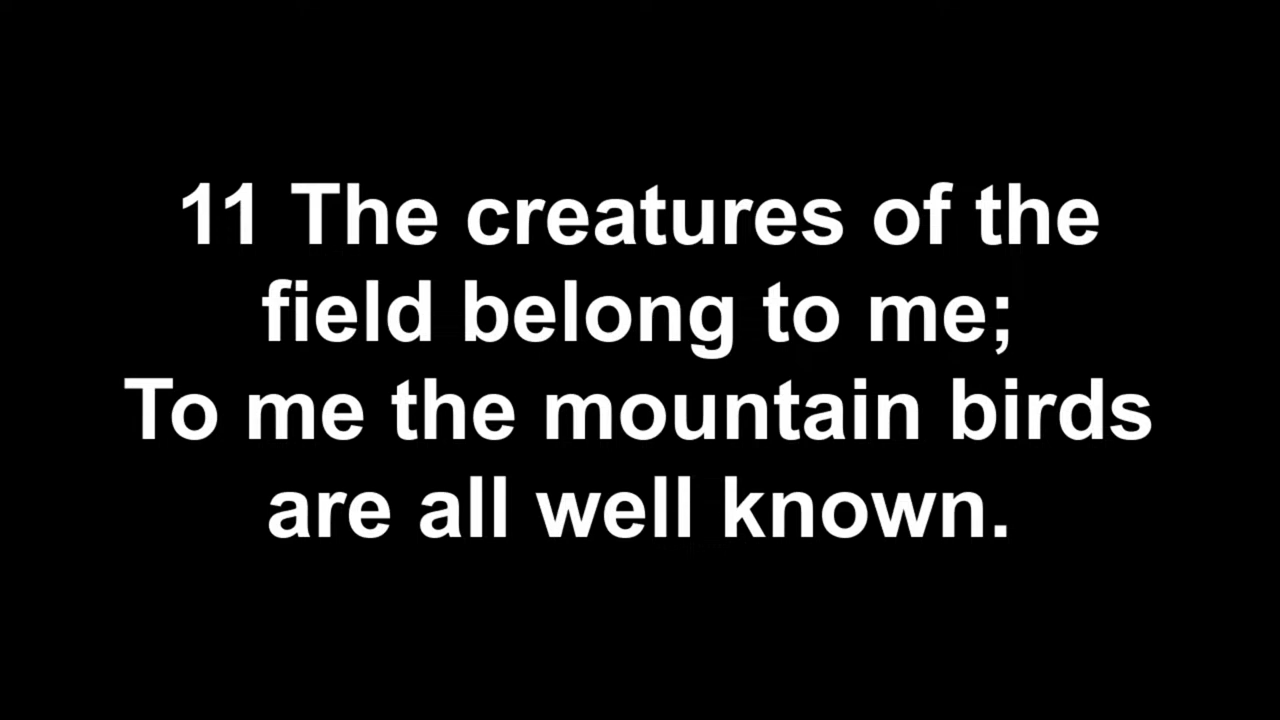 11 The creatures of the
field belong to me;
To me the mountain birds
are all well known.